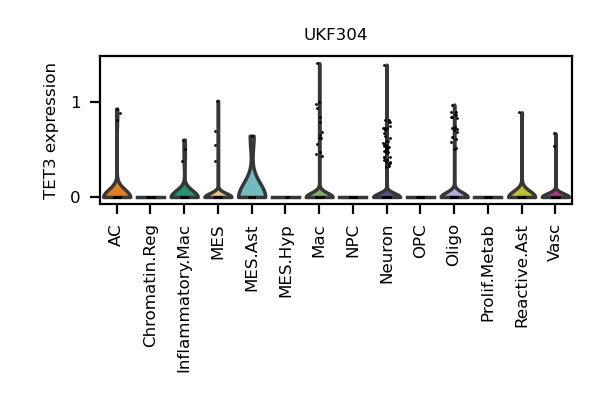 UKF304
TET3 expression
1
0
AC
Chromatin.Reg
Inflammatory.Mac
MES
MES.Ast
MES.Hyp
Mac
NPC
Neuron
OPC
Oligo
Prolif.Metab
Reactive.Ast
Vasc